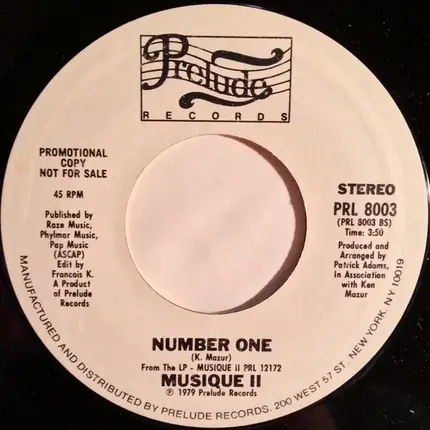 Prelude
RECORDS
PROMOTIONAL
COPY
NOT FOR SALE
45 RPM
Published by
Raze Music,
Phylmar Music,
Pap Music
(ASCAP)
Edit by
Francois K.
A Product
of Prelude
Records
STEREO
PRL 8003
(PRL 8003 BS)
Time: 3:50
Produced and
Arranged by
Patrick Adams,
In Association
with Ken
Mazur
NUMBER ONE
(K. Mazur)
From The LP - MUSIQUE II PRL 12172
MUSIQUE II
℗ 1979 Prelude Records
MANUFACTURED AND DISTRIBUTED BY PRELUDE RECORDS. 200 WEST 57 ST. NEW YORK, NY 10019